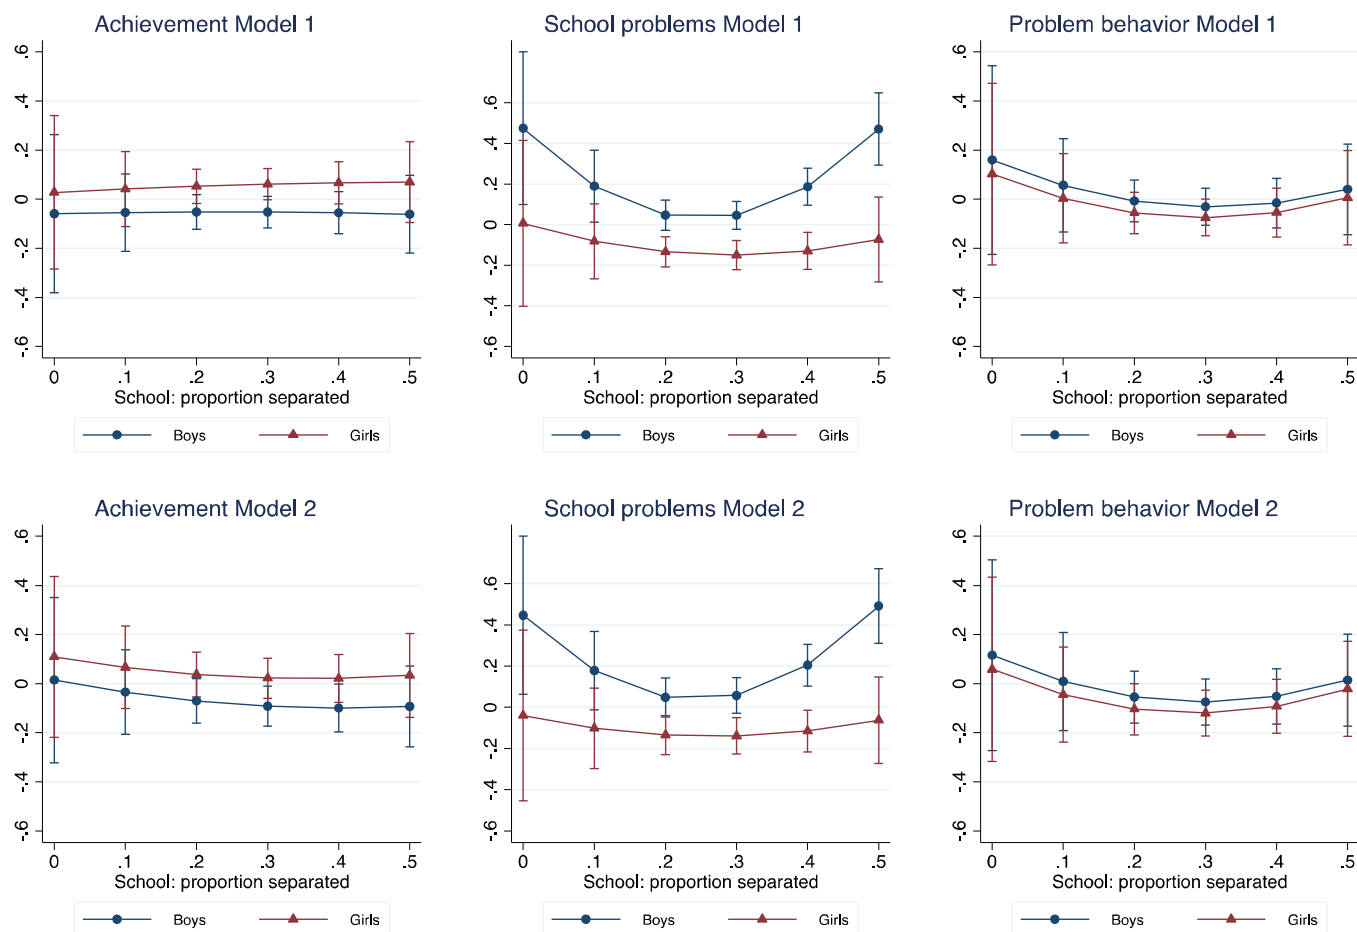 Achievement Model 1
.6
.4
.2
0
-.2
-.4
-.6
0 .1 .2 .3 .4 .5
School: proportion separated
Boys Girls
School problems Model 1
.6
.4
.2
0
-.2
-.4
-.6
0 .1 .2 .3 .4 .5
School: proportion separated
Boys Girls
Problem behavior Model 1
.6
.4
.2
0
-.2
-.4
-.6
0 .1 .2 .3 .4 .5
School: proportion separated
Boys Girls
Achievement Model 2
.6
.4
.2
0
-.2
-.4
-.6
0 .1 .2 .3 .4 .5
School: proportion separated
Boys Girls
School problems Model 2
.6
.4
.2
0
-.2
-.4
-.6
0 .1 .2 .3 .4 .5
School: proportion separated
Boys Girls
Problem behavior Model 2
.6
.4
.2
0
-.2
-.4
-.6
0 .1 .2 .3 .4 .5
School: proportion separated
Boys Girls